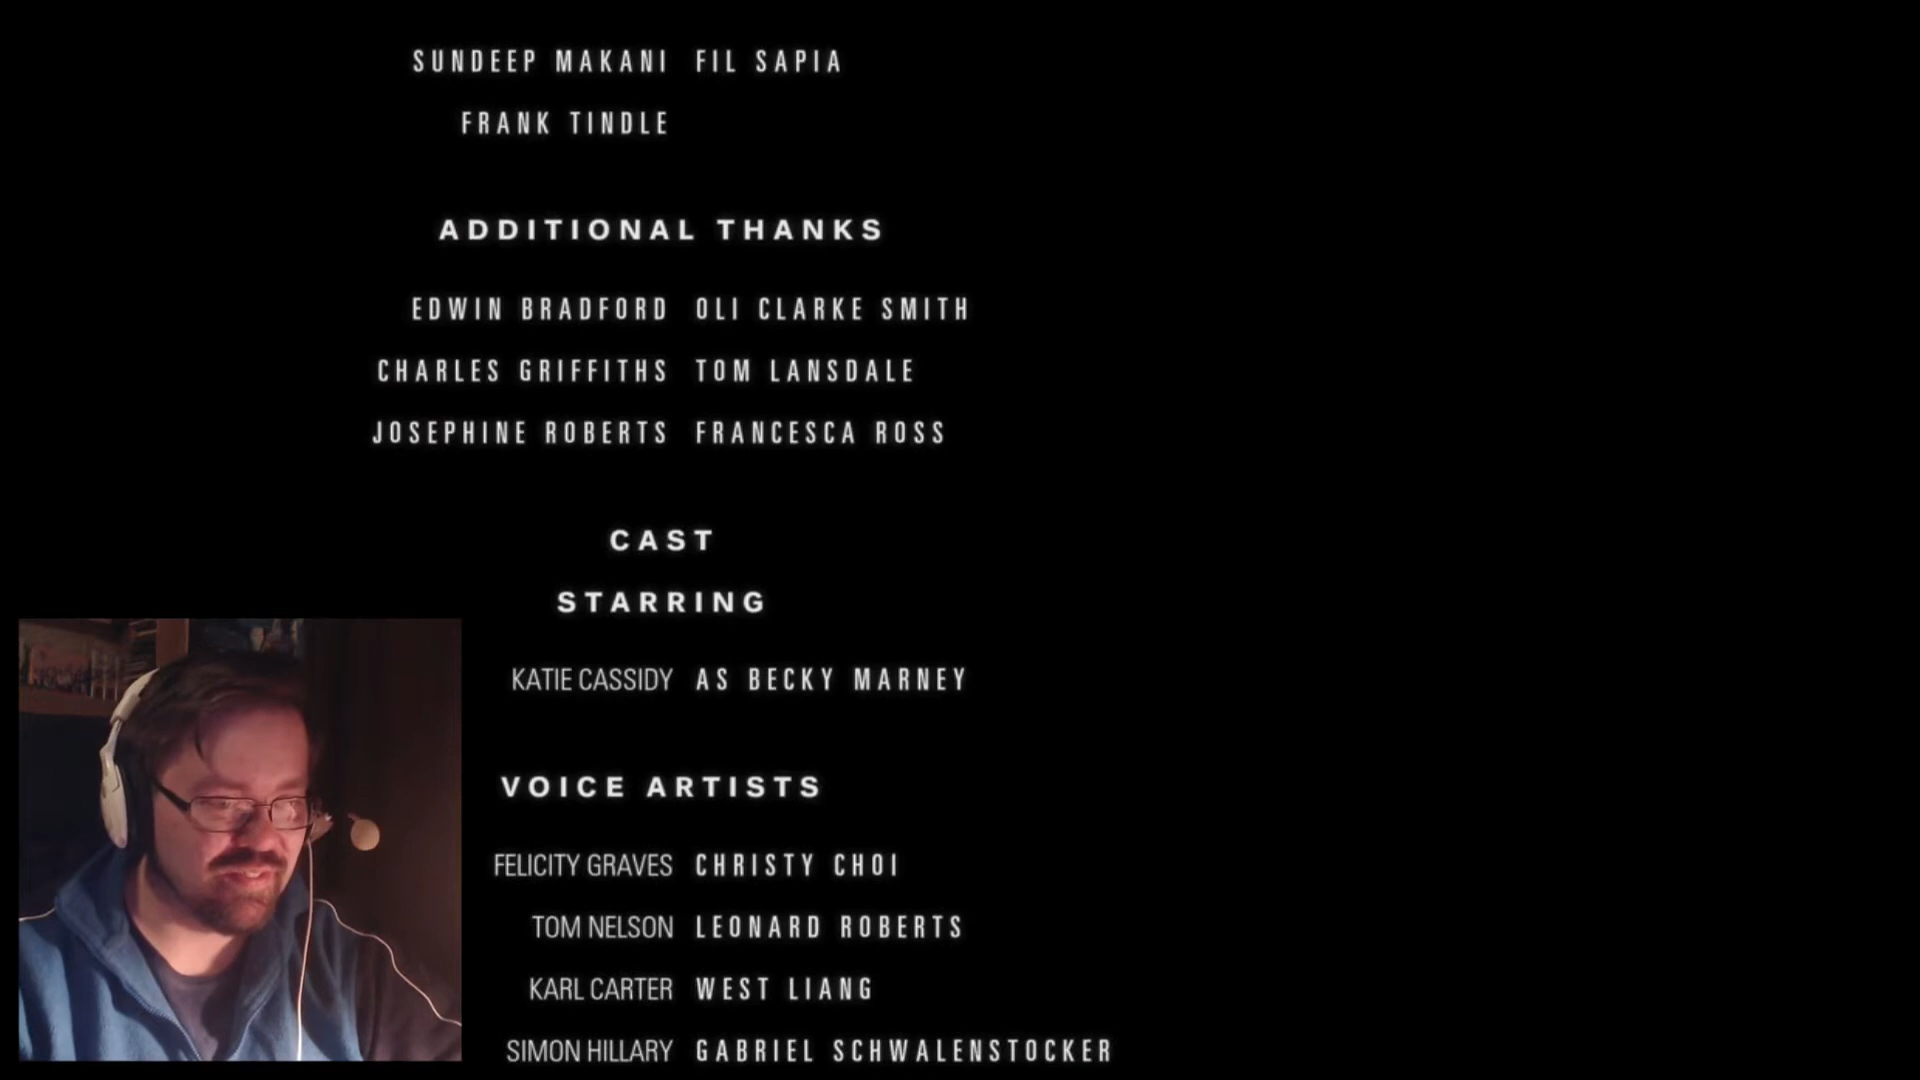 SUNDEEP MAKANI FIL SAPIA
FRANK TINDLE
ADDITIONAL THANKS
EDWIN BRADFORD OLI CLARKE SMITH
CHARLES GRIFFITHS TOM LANSDALE
JOSEPHINE ROBERTS FRANCESCA ROSS
CAST
STARRING
KATIE CASSIDY AS BECKY MARNEY
VOICE ARTISTS
FELICITY GRAVES CHRISTY CHOI
TOM NELSON LEONARD ROBERTS
KARL CARTER WEST LIANG
SIMON HILLARY GABRIEL SCHWALENSTOCKER